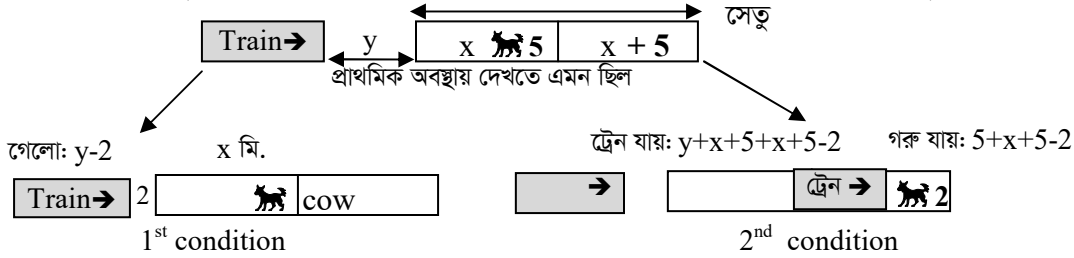 সেতু
Train➔ y x 5 x + 5
প্রাথমিক অবস্থায় দেখতে এমন ছিল
গেলো: y-2 x মি. ট্রেন যায়: y+x+5+x+5-2 গরু যায়: 5+x+5-2
Train➔ 2 cow ➔ ট্রেন ➔ 2
1st condition 2nd condition